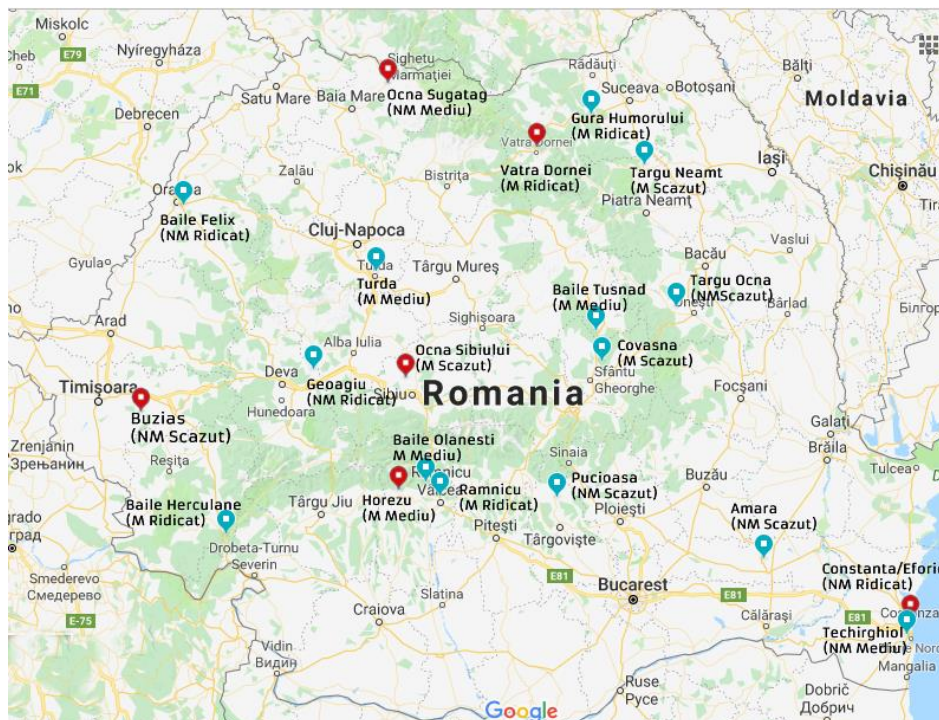 Miskolc
Sighetu
Marmației
E79
Nyíregyháza
Rădăuți
Bălți
Cheb
E71
Ocna Sugatag
(NM Mediu)
Satu Mare
Baia Mare
Suceava
Botoșani
Moldavia
Debrecen
Gura Humorului
(M Ridicat)
Vatra Dornei
Vatra Dornei
(M Ridicat)
Targu Neamt
(M Scazut)
Iași
Chișinău
ok
Zalău
Bistrița
Piatra Neamț
Baile Felix
(NM Ridicat)
Cluj-Napoca
Vaslui
Gyula
Turda
(M Mediu)
Târgu Mureș
Bacău
Baile Tusnad
(M Mediu)
Targu Ocna
(NMScazut)
Onești
Bârlad
Arad
Sighișoara
Alba Iulia
Ocna Sibiului
(M Scazut)
Covasna
(M Scazut)
Timișoara
Deva
Geoagiu
(NM Ridicat)
Sibiu
Romania
Sfântu
Gheorghe
Focșani
Hunedoara
Buzias
(NM Scazut)
Galați
Zrenjanin
Зрењанин
Reșița
Baile Olanesti
M Mediu)
Sinaia
Brăila
Tulcea
Râmnicu
Vâlcea
Pucioasa
(NM Scazut)
Buzău
Baile Herculane
(M Ridicat)
Târgu Jiu
Horezu
(M Mediu)
Ramnicu
(M Ridicat)
Ploiești
Amara
(NM Scazut)
Pitești
Târgoviște
Drobeta-Turnu
Severin
Constanta/Eforie
(NM Ridicat)
Smederevo
Смедерево
E81
Bucarest
E81
E-75
Slatina
Craiova
Călărași
E81
Techirghiol
(NM Mediu)
Mangalia
Vidin
Видин
Ruse
Русе
Dobrič
Добрич
Google